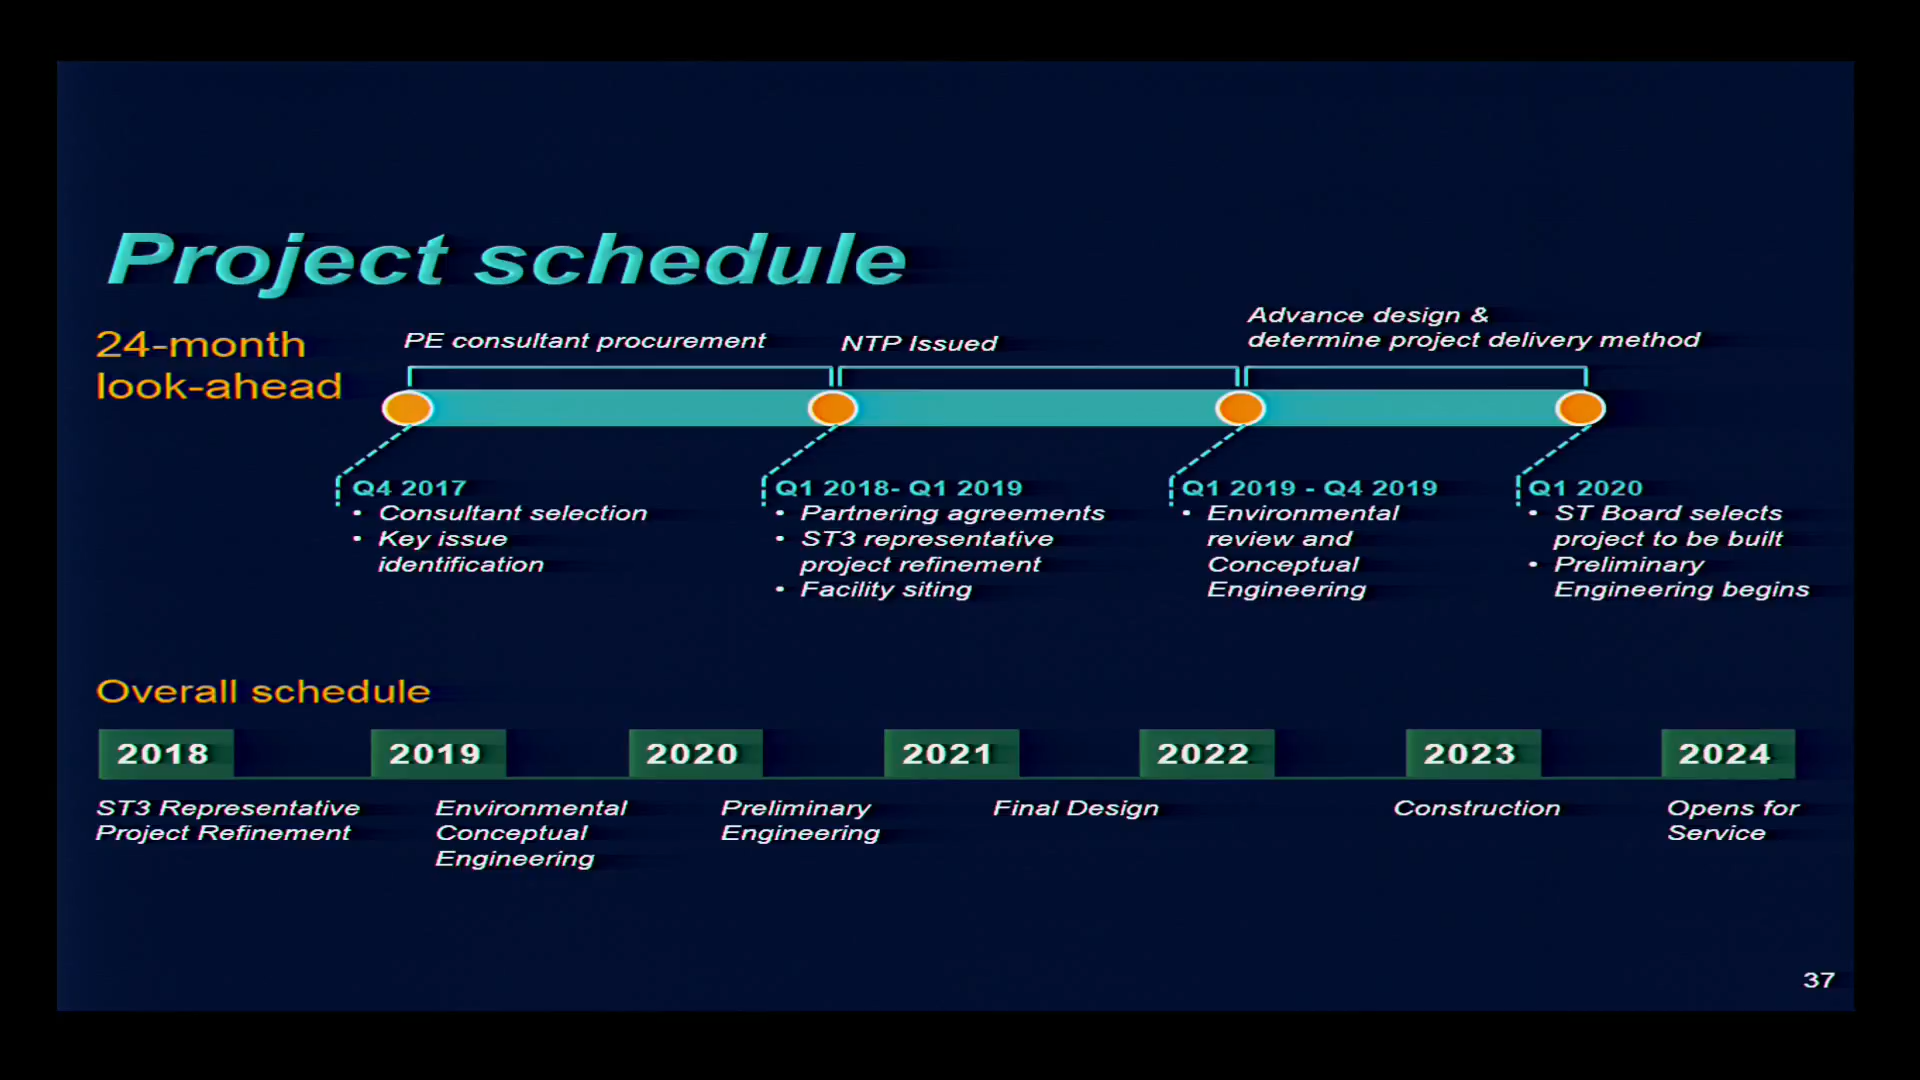 Project schedule
24-month
look-ahead
PE consultant procurement
NTP Issued
Advance design &
determine project delivery method
Q4 2017
• Consultant selection
• Key issue
identification
Q1 2018- Q1 2019
• Partnering agreements
• ST3 representative
project refinement
• Facility siting
Q1 2019 - Q4 2019
• Environmental
review and
Conceptual
Engineering
Q1 2020
• ST Board selects
project to be built
• Preliminary
Engineering begins
Overall schedule
2018
2019
2020
2021
2022
2023
2024
ST3 Representative
Project Refinement
Environmental
Conceptual
Engineering
Preliminary
Engineering
Final Design
Construction
Opens for
Service
37